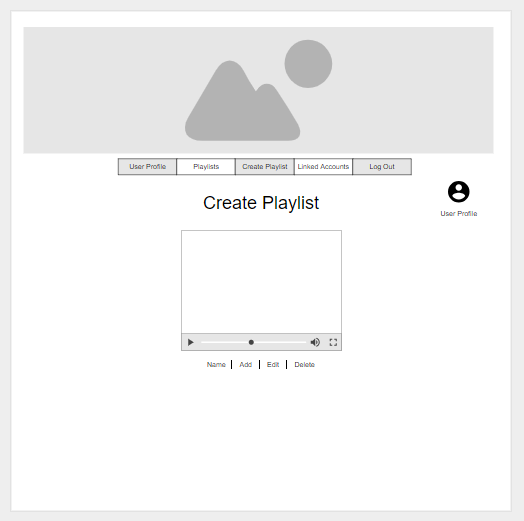 User Profile Playlists Create Playlist Linked Accounts Log Out
Create Playlist
User Profile
Name Add Edit Delete